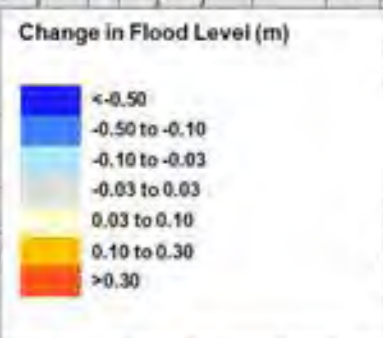 Change in Flood Level (m)
<-0.50
-0.50 to -0.10
-0.10 to -0.03
-0.03 to 0.03
0.03 to 0.10
0.10 to 0.30
>0.30